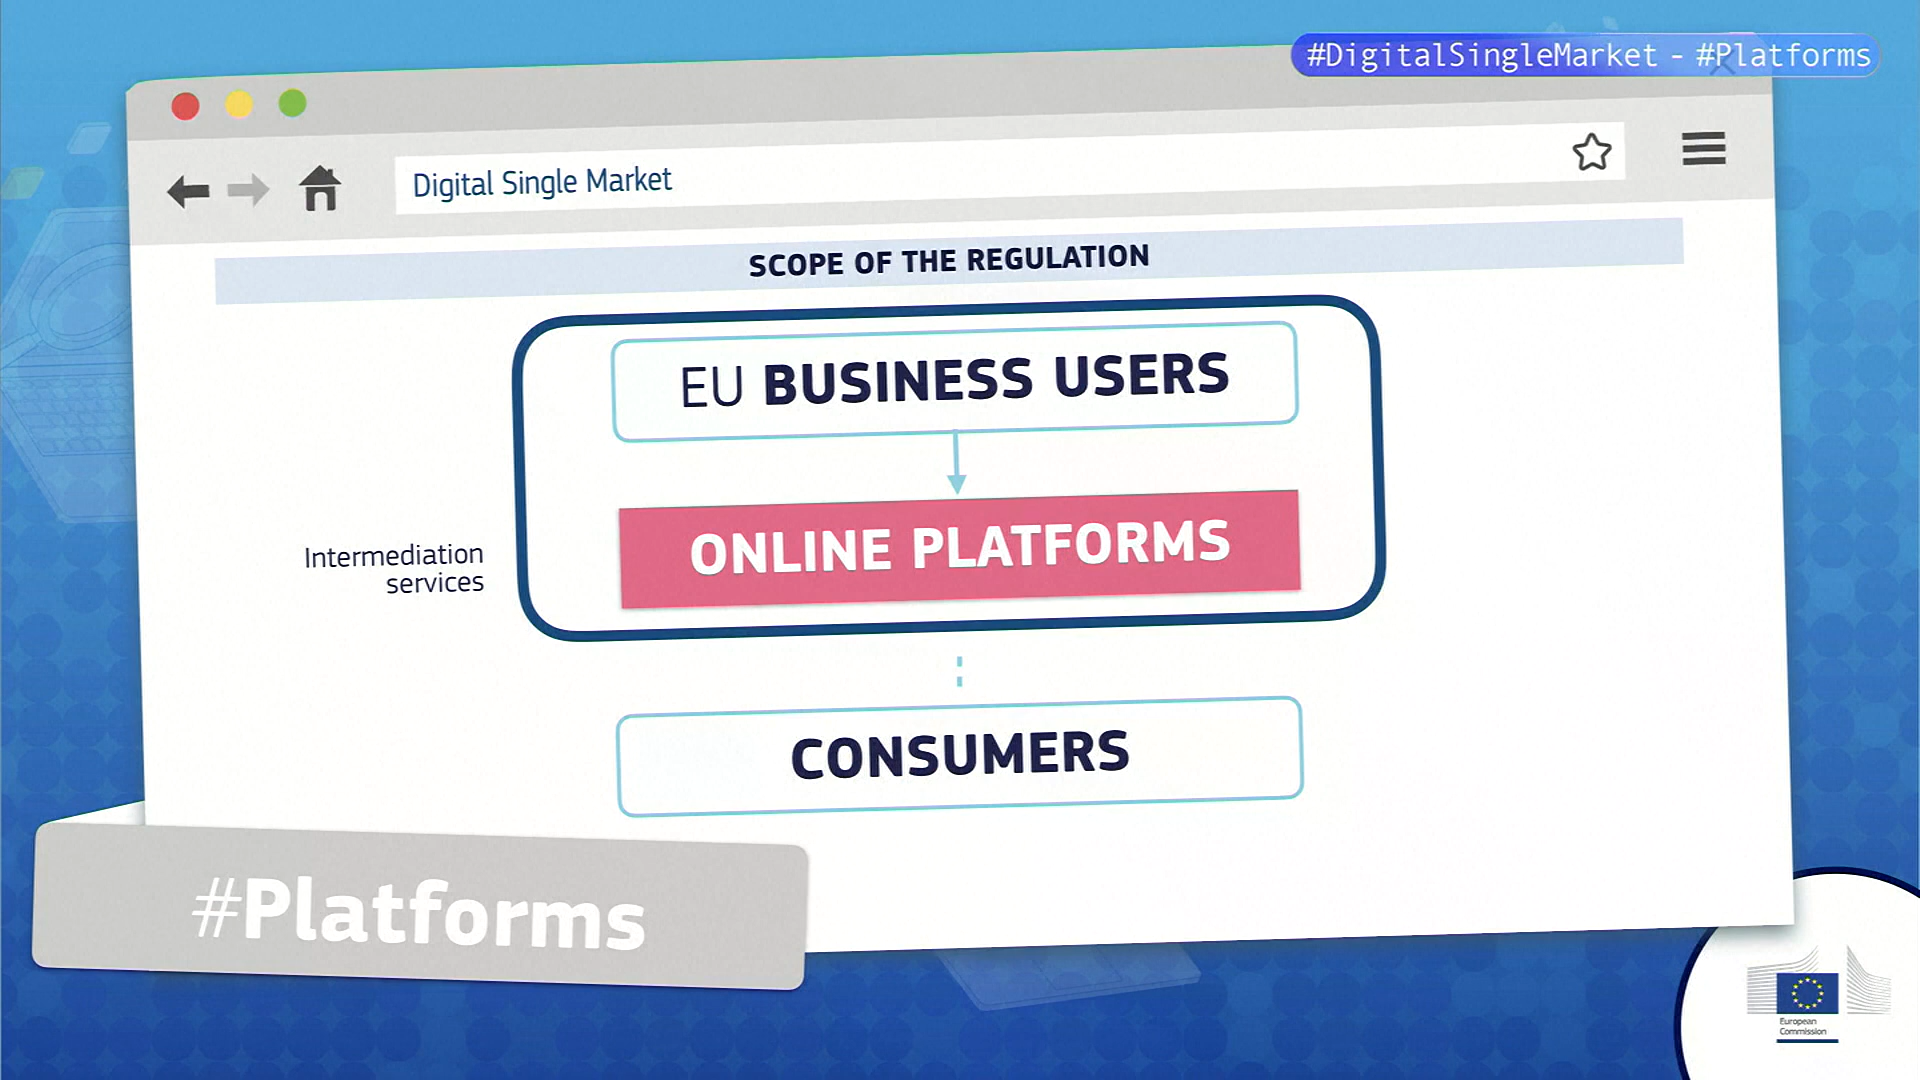 #DigitalSingleMarket - #Platforms
Digital Single Market
SCOPE OF THE REGULATION
EU BUSINESS USERS
ONLINE PLATFORMS
Intermediation
services
CONSUMERS
#Platforms
European
Commission